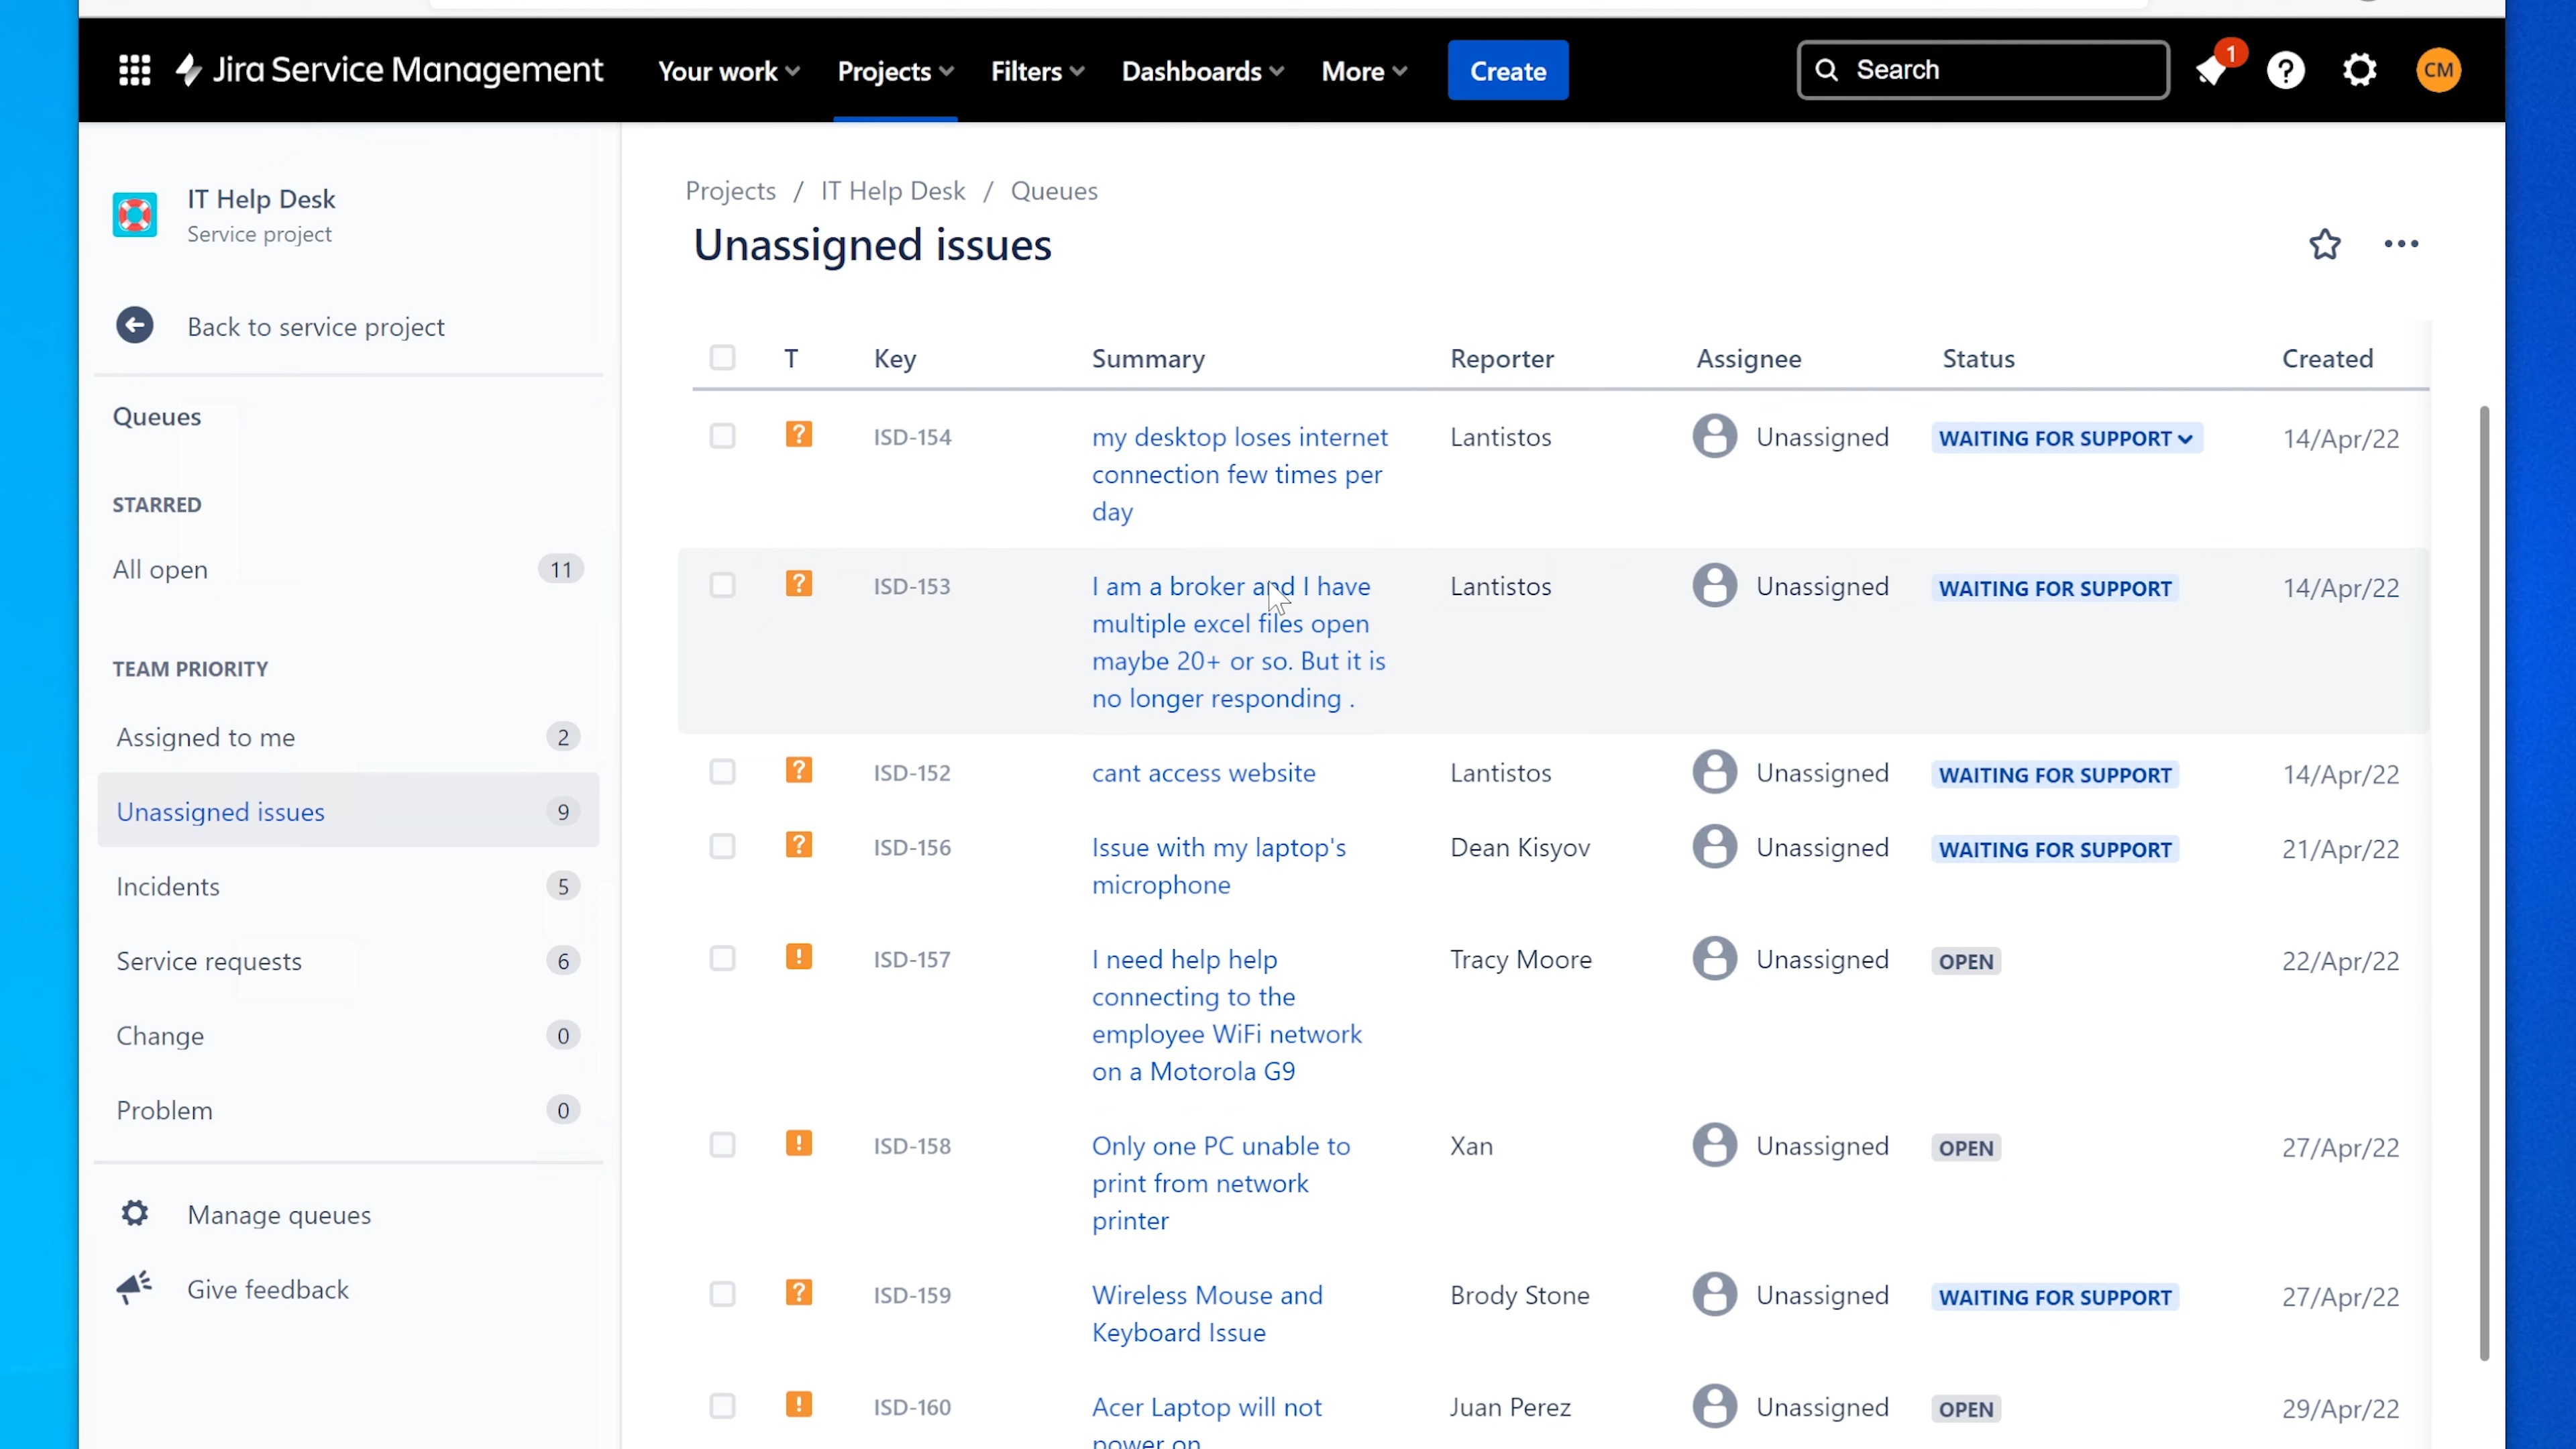 Jira Service Management
Your work
Projects
Filters
Dashboards
More
Create
Search
1
CM
IT Help Desk
Service project
Back to service project
Queues
STARRED
All open 11
TEAM PRIORITY
Assigned to me 2
Unassigned issues 9
Incidents 5
Service requests 6
Change 0
Problem 0
Manage queues
Give feedback
Projects / IT Help Desk / Queues
Unassigned issues
T Key Summary Reporter Assignee Status Created
ISD-154 my desktop loses internet Lantistos Unassigned WAITING FOR SUPPORT 14/Apr/22
connection few times per
day
ISD-153 I am a broker and I have Lantistos Unassigned WAITING FOR SUPPORT 14/Apr/22
multiple excel files open
maybe 20+ or so. But it is
no longer responding .
ISD-152 cant access website Lantistos Unassigned WAITING FOR SUPPORT 14/Apr/22
ISD-156 Issue with my laptop's Dean Kisyov Unassigned WAITING FOR SUPPORT 21/Apr/22
microphone
ISD-157 I need help help Tracy Moore Unassigned OPEN 22/Apr/22
connecting to the
employee WiFi network
on a Motorola G9
ISD-158 Only one PC unable to Xan Unassigned OPEN 27/Apr/22
print from network
printer
ISD-159 Wireless Mouse and Brody Stone Unassigned WAITING FOR SUPPORT 27/Apr/22
Keyboard Issue
ISD-160 Acer Laptop will not Juan Perez Unassigned OPEN 29/Apr/22
power on